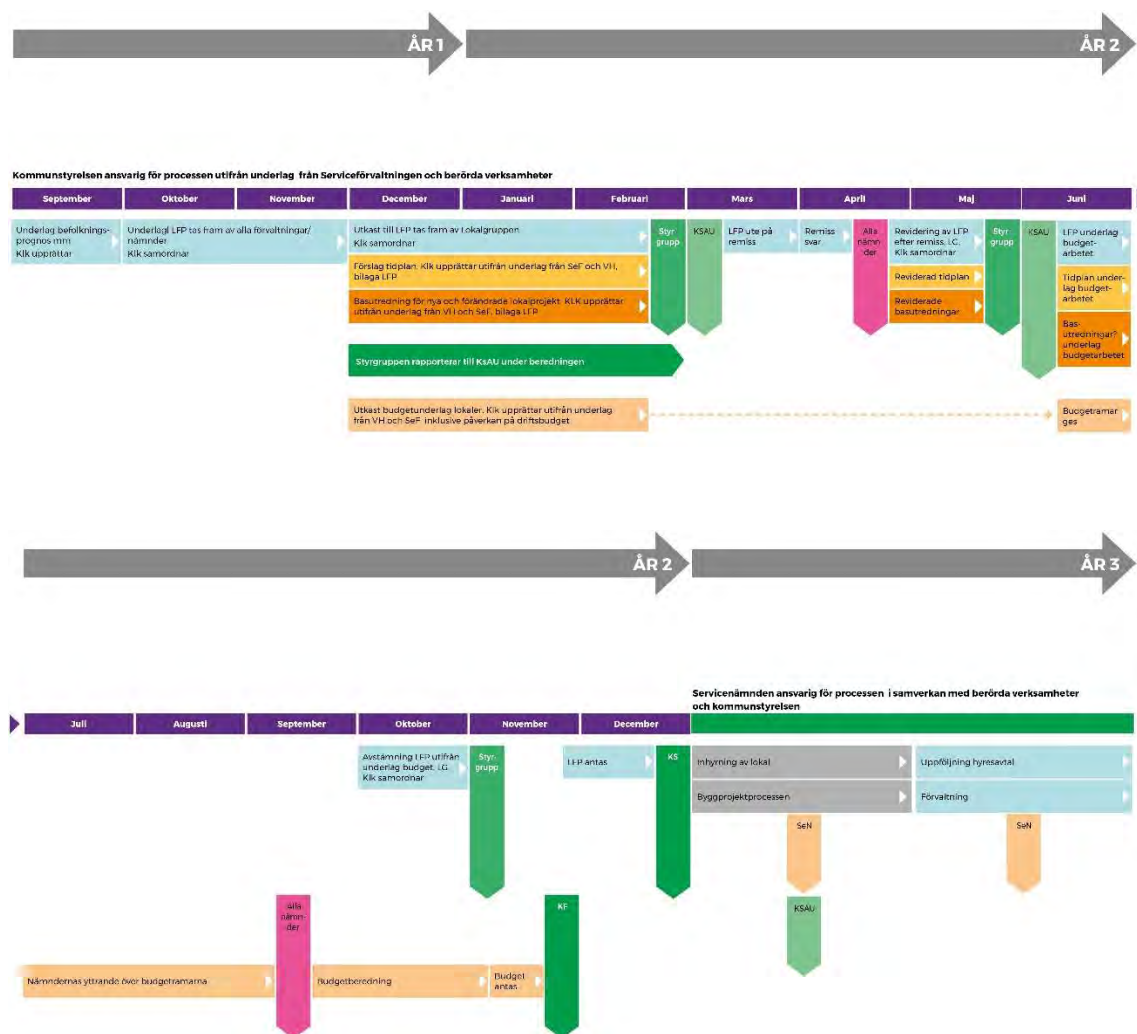 ÅR 1
ÅR 2
Kommunstyrelsen ansvarig för processen utifrån underlag från Serviceförvaltningen och berörda verksamheter
September
Oktober
November
December
Januari
Februari
Mars
April
Maj
Juni
Underlag befolknings-
prognos mm
Klk upprättar
Underlagl LFP tas fram av alla förvaltningar/
nämnder
Klk samordnar
Utkast till LFP tas fram av Lokalgruppen.
Klk samordnar
Styr
grupp
KSAU
LFP ute på
remiss
Remiss
svar
Alla
nämn
der
Revidering av LFP
efter remiss, LG.
Klk samordnar
Styr
grupp
KSAU
LFP underlag
budget-
arbetet
Förslag tidplan. Klk upprättar utifrån underlag från SeF och VH,
bilaga LFP
Reviderad tidplan
Tidplan under-
lag budget-
arbetet
Basutredning för nya och förändrade lokalprojekt. KLK upprättar
utifrån underlag från VH och SeF, bilaga LFP
Reviderade
basutredningar
Bas-
utredningar?
underlag
budgetarbetet
Styrgruppen rapporterar till KsAU under beredningen
Utkast budgetunderlag lokaler. Klk upprättar utifrån underlag
från VH och SeF inklusive påverkan på driftsbudget
Budgetramar
ges
ÅR 2
ÅR 3
Servicenämnden ansvarig för processen i samverkan med berörda verksamheter
och kommunstyrelsen
Juli
Augusti
September
Oktober
November
December
Avstämning LFP utifrån
underlag budget, LG.
Klk samordnar
Styr-
grupp
LFP antas
KS
Inhyrning av lokal
Uppföljning hyresavtal
Byggprojektprocessen
Förvaltning
SeN
SeN
KSAU
Alla
nämn-
der
KF
Nämndernas yttrande över budgetramarna
Budgetberedning
Budget
antas